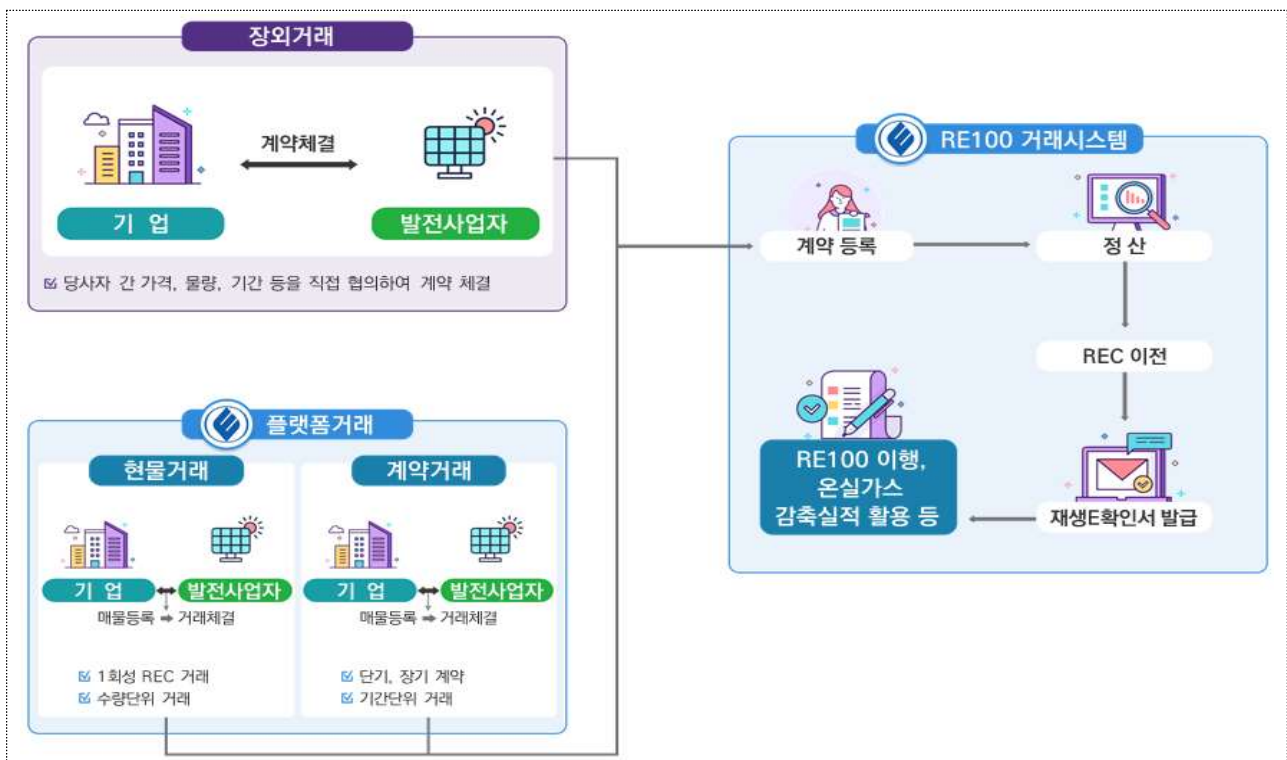 장외거래
계약체결
기 업
발전사업자
당사자 간 가격, 물량, 기간 등을 직접 협의하여 계약 체결
플랫폼거래
현물거래
기 업
발전사업자
매물등록 ➡ 거래체결
1회성 REC 거래
수량단위 거래
계약거래
기 업
발전사업자
매물등록 ➡ 거래체결
단기, 장기 계약
기간단위 거래
RE100 거래시스템
계약 등록
정 산
REC 이전
재생E확인서 발급
RE100 이행,
온실가스
감축실적 활용 등